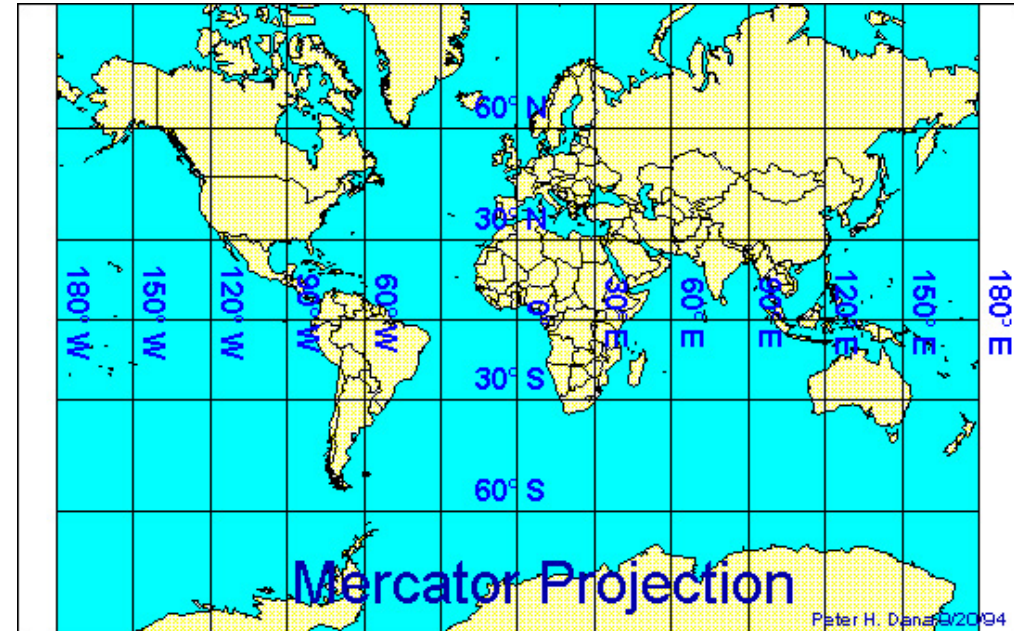 60° N
30° N
180° W
150° W
120° W
90° W
60° W
0°
30° E
60° E
90° E
120° E
150° E
180° E
30° S
60° S
Mercator Projection
Peter H. Dana 9/20/94